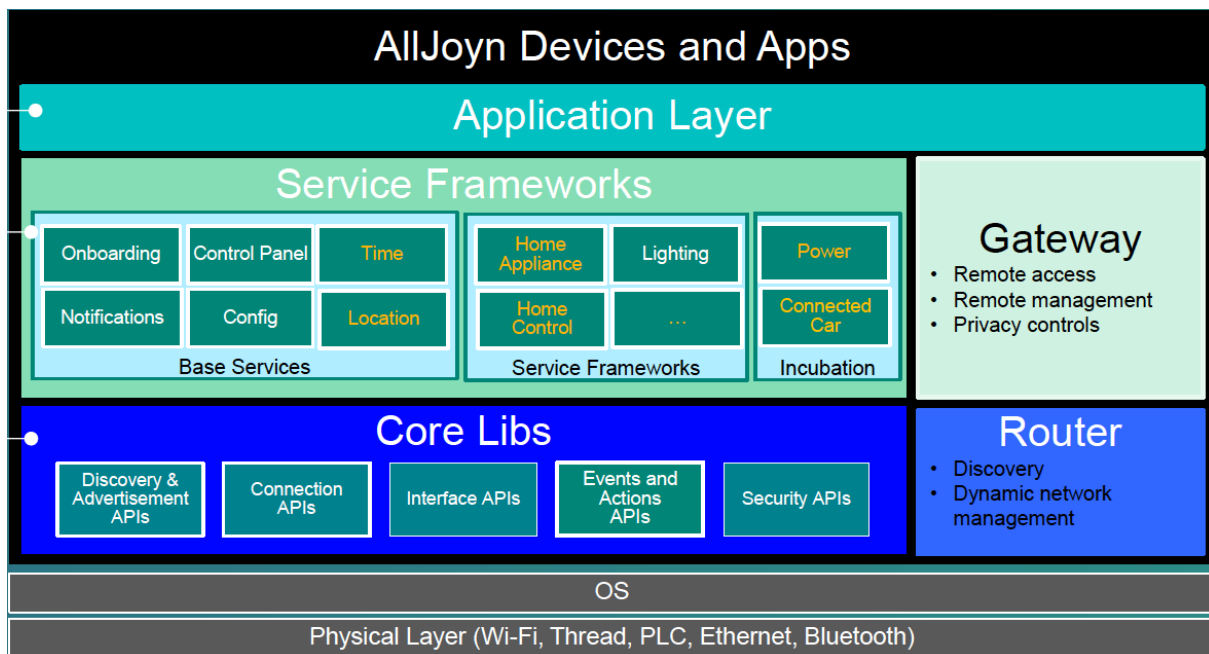 AllJoyn Devices and Apps
Application Layer
Service Frameworks
Onboarding
Control Panel
Time
Notifications
Config
Location
Base Services
Home
Appliance
Lighting
Home
Control
...
Service Frameworks
Power
Connected
Car
Incubation
Gateway
• Remote access
• Remote management
• Privacy controls
Core Libs
Discovery &
Advertisement
APIs
Connection
APIs
Interface APIs
Events and
Actions
APIs
Security APIs
Router
• Discovery
• Dynamic network
management
OS
Physical Layer (Wi-Fi, Thread, PLC, Ethernet, Bluetooth)